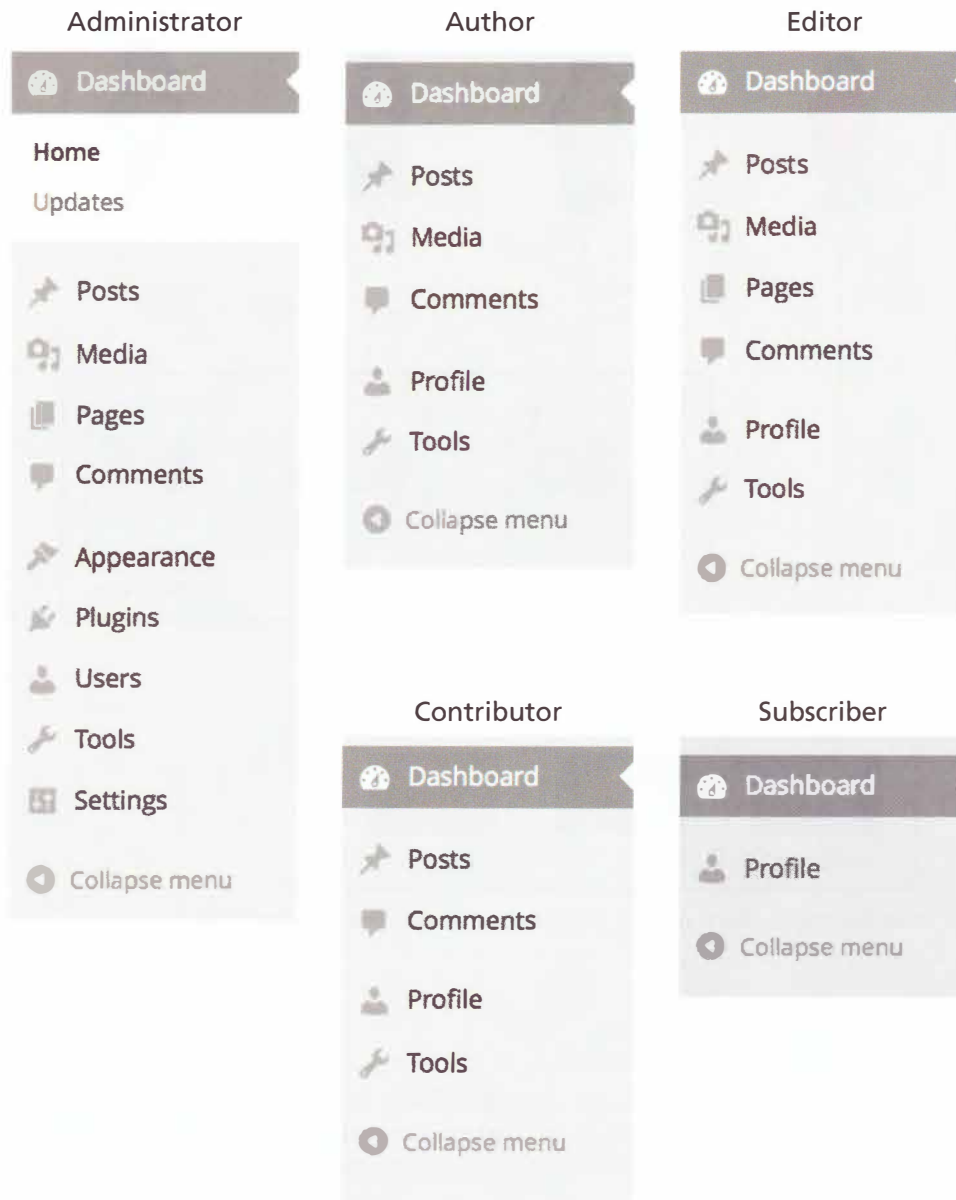 Administrator
Dashboard
Home
Updates
Posts
Media
Pages
Comments
Appearance
Plugins
Users
Tools
Settings
Collapse menu
Author
Dashboard
Posts
Media
Comments
Profile
Tools
Collapse menu
Editor
Dashboard
Posts
Media
Pages
Comments
Profile
Tools
Collapse menu
Contributor
Dashboard
Posts
Comments
Profile
Tools
Collapse menu
Subscriber
Dashboard
Profile
Collapse menu